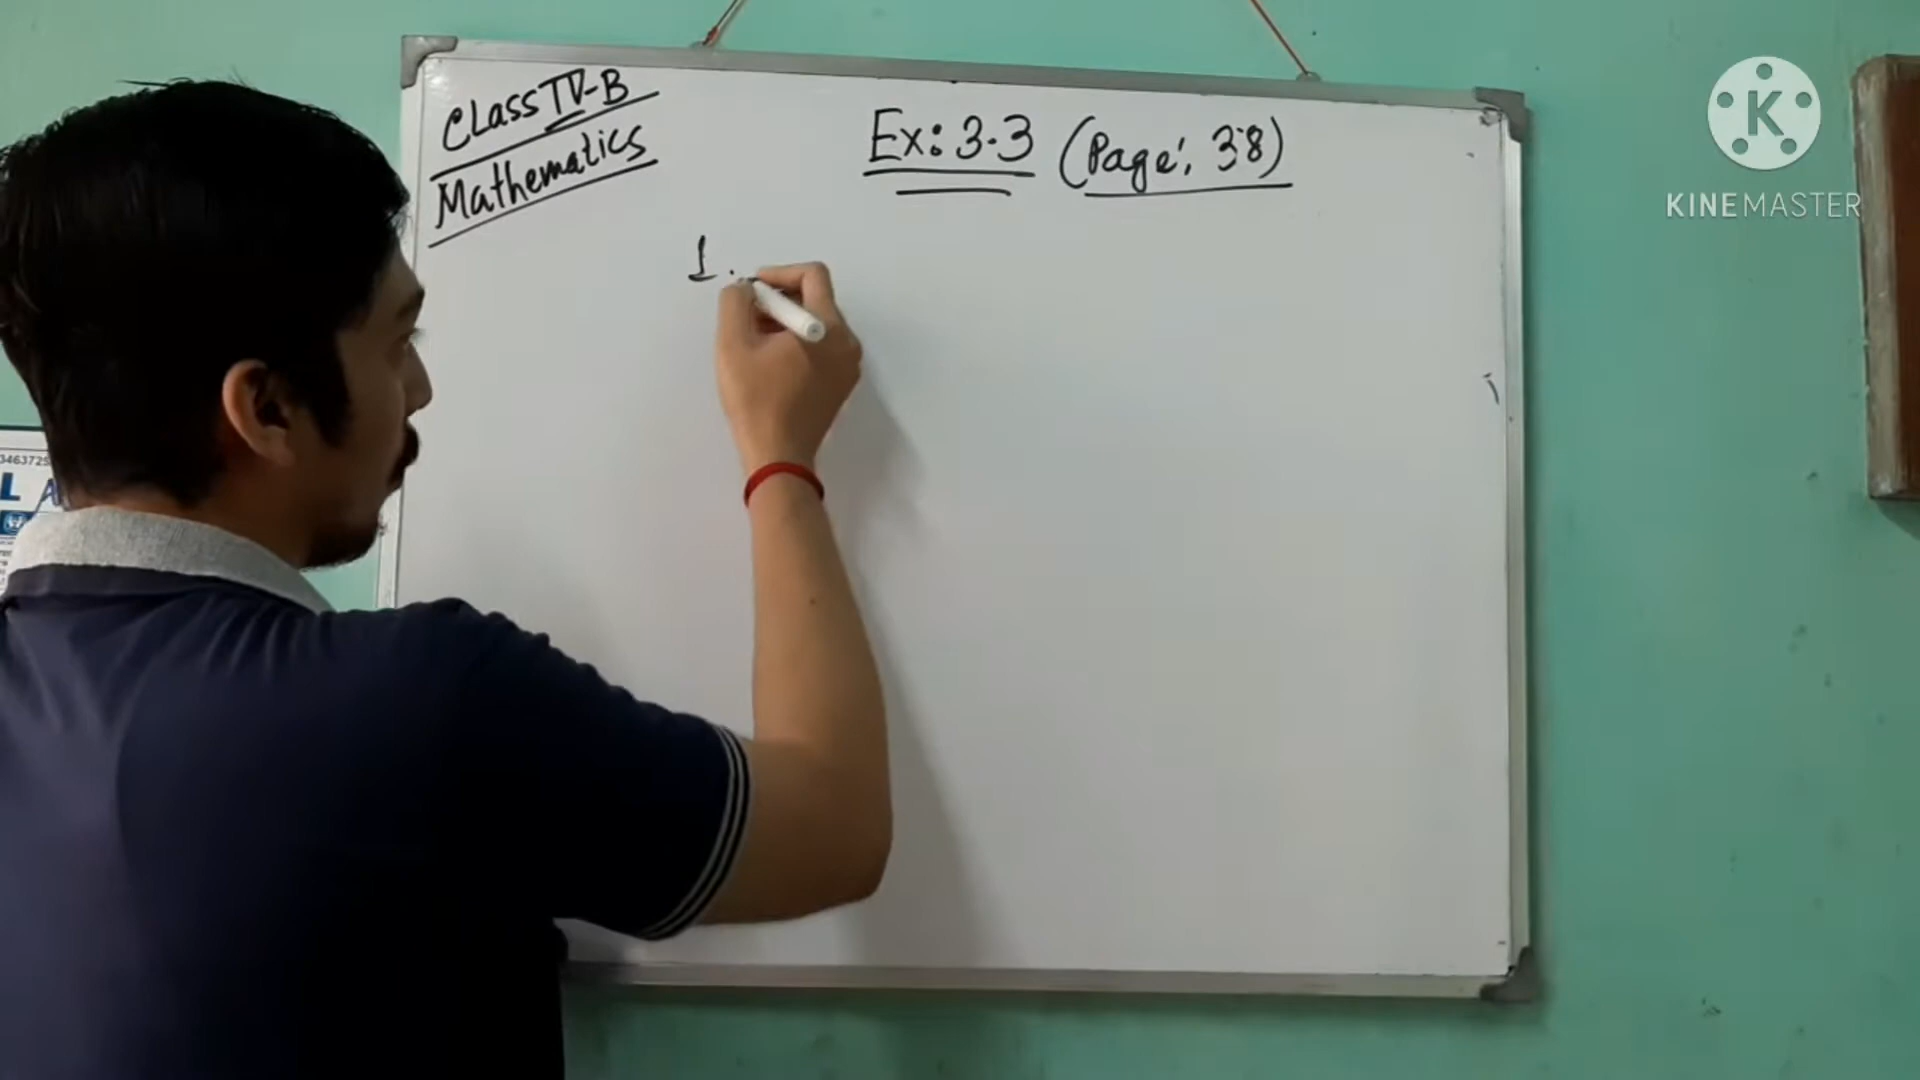 Class IV-B
Mathematics
Ex: 3.3 (Page: 38)
1.
K
KINEMASTER
L A